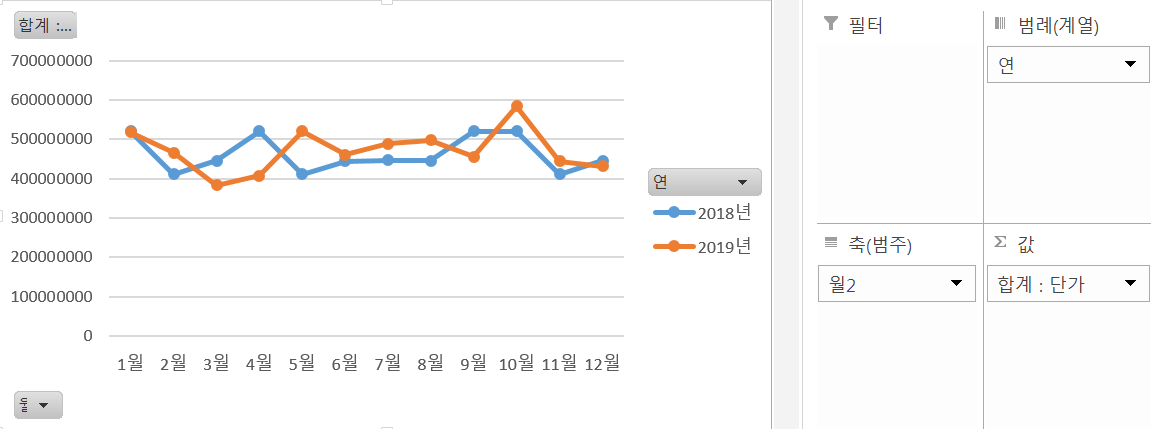 합계 :...
700000000
600000000
500000000
400000000
300000000
200000000
100000000
0
1월 2월 3월 4월 5월 6월 7월 8월 9월 10월 11월 12월
월
연
2018년
2019년
필터
범례(계열)
연
축(범주)
값
월2
합계 : 단가